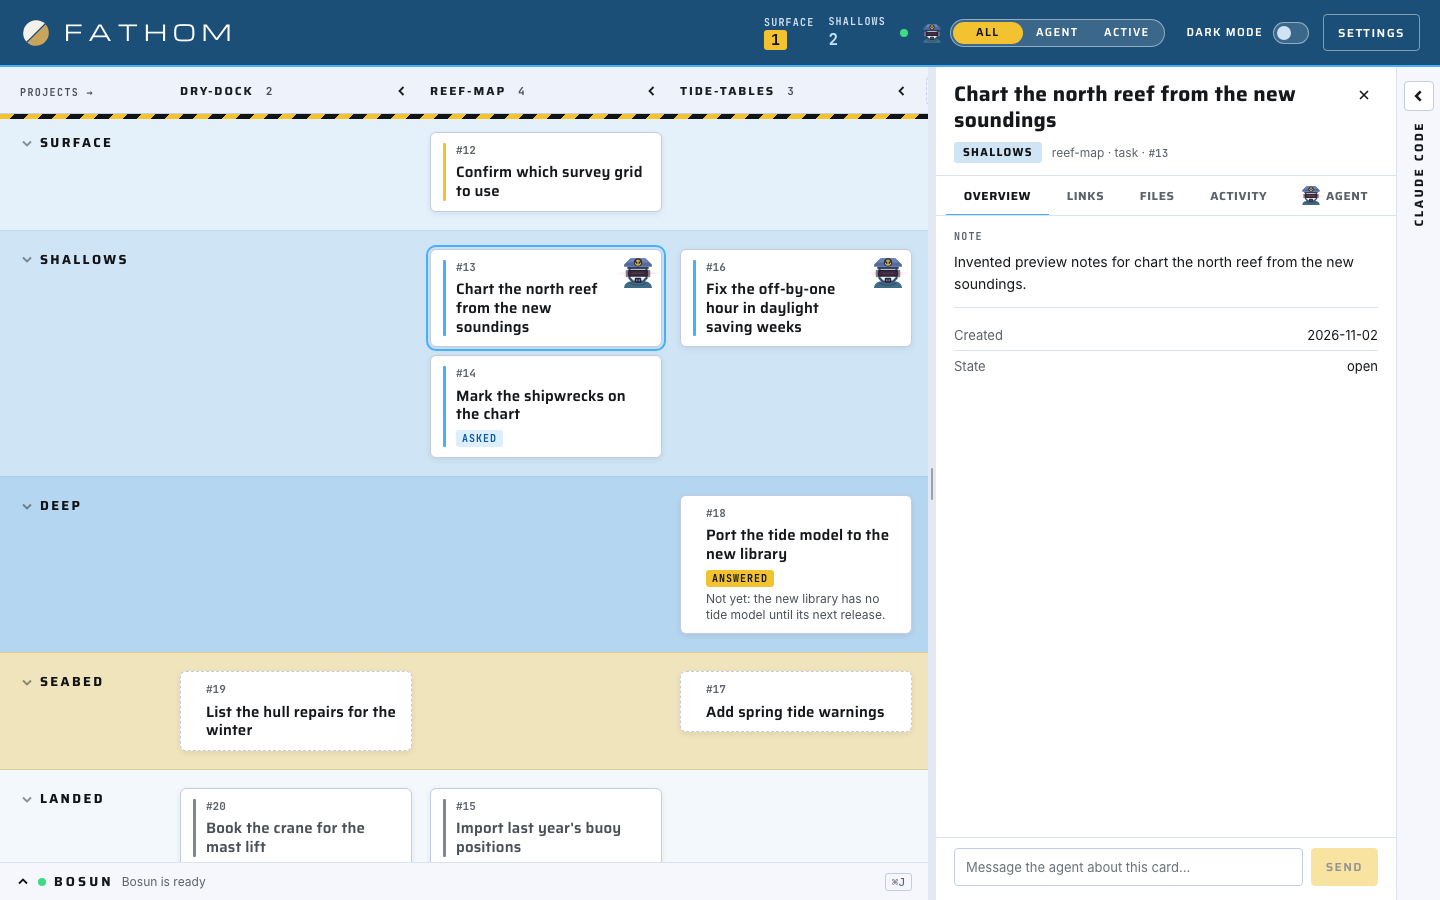 FATHOM
SURFACE
1
SHALLOWS
2
ALL
AGENT
ACTIVE
DARK MODE
SETTINGS
PROJECTS →
DRY-DOCK 2
REEF-MAP 4
TIDE-TABLES 3
SURFACE
#12
Confirm which survey grid
to use
SHALLOWS
#13
Chart the north reef
from the new
soundings
#16
Fix the off-by-one
hour in daylight
saving weeks
#14
Mark the shipwrecks on
the chart
ASKED
DEEP
#18
Port the tide model to the
new library
ANSWERED
Not yet: the new library has no
tide model until its next release.
SEABED
#19
List the hull repairs for the
winter
#17
Add spring tide warnings
LANDED
#20
Book the crane for the
mast lift
#15
Import last year's buoy
positions
BOSUN Bosun is ready
⌘J
Chart the north reef from the new
soundings
SHALLOWS reef-map · task · #13
OVERVIEW
LINKS
FILES
ACTIVITY
AGENT
NOTE
Invented preview notes for chart the north reef from the new
soundings.
Created 2026-11-02
State open
Message the agent about this card...
SEND
CLAUDE CODE